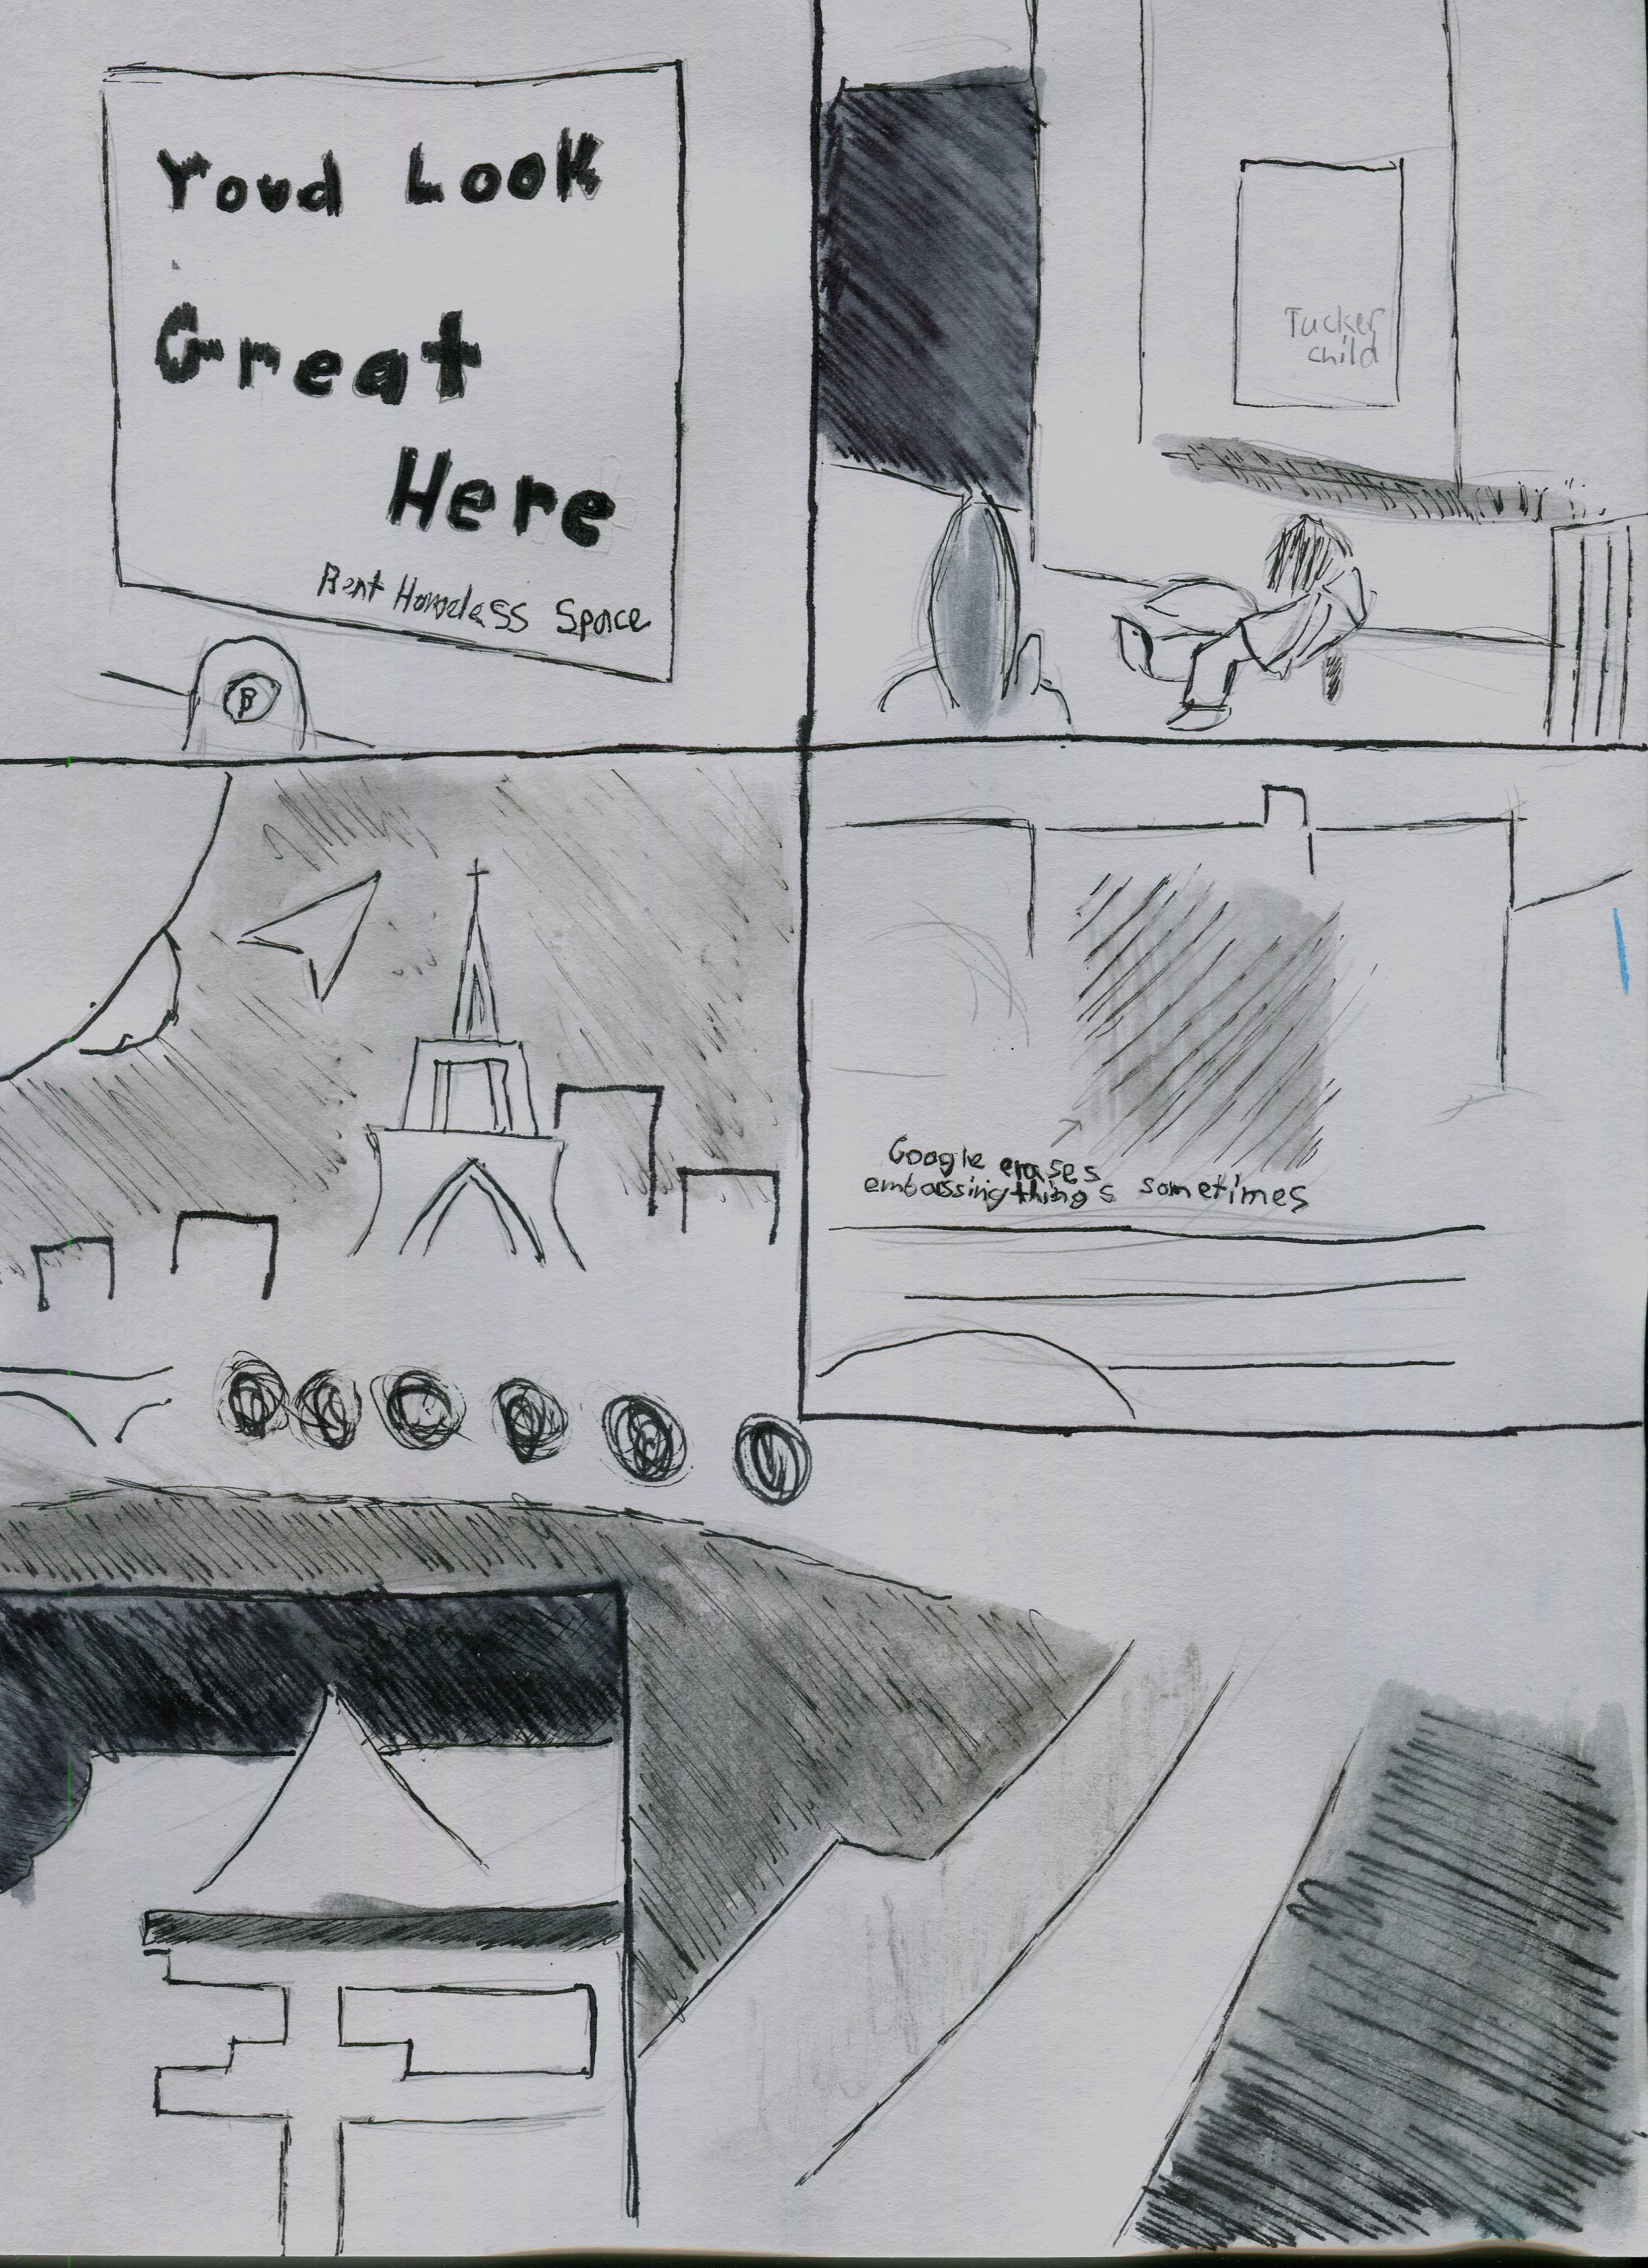 Youd Look
Great
Here
Rent Homeless Space
B
Tucker
child
Google erases
embassing things sometimes